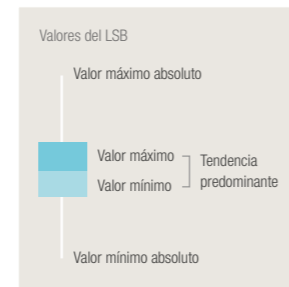 Valores del LSB
Valor máximo absoluto
Valor máximo
Tendencia
Valor mínimo
predominante
Valor mínimo absoluto